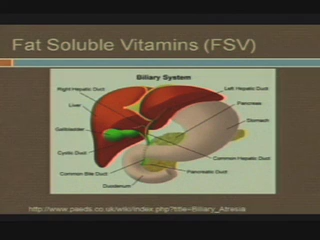 Fat Soluble Vitamins (FSV)
Biliary System
Right Hepatic Duct
Left Hepatic Duct
Liver
Pancreas
Gallbladder
Stomach
Cystic Duct
Common Hepatic Duct
Common Bile Duct
Pancreatic Duct
Duodenum
http://www.paeds.co.uk/wiki/index.php?title=Biliary_Atresia